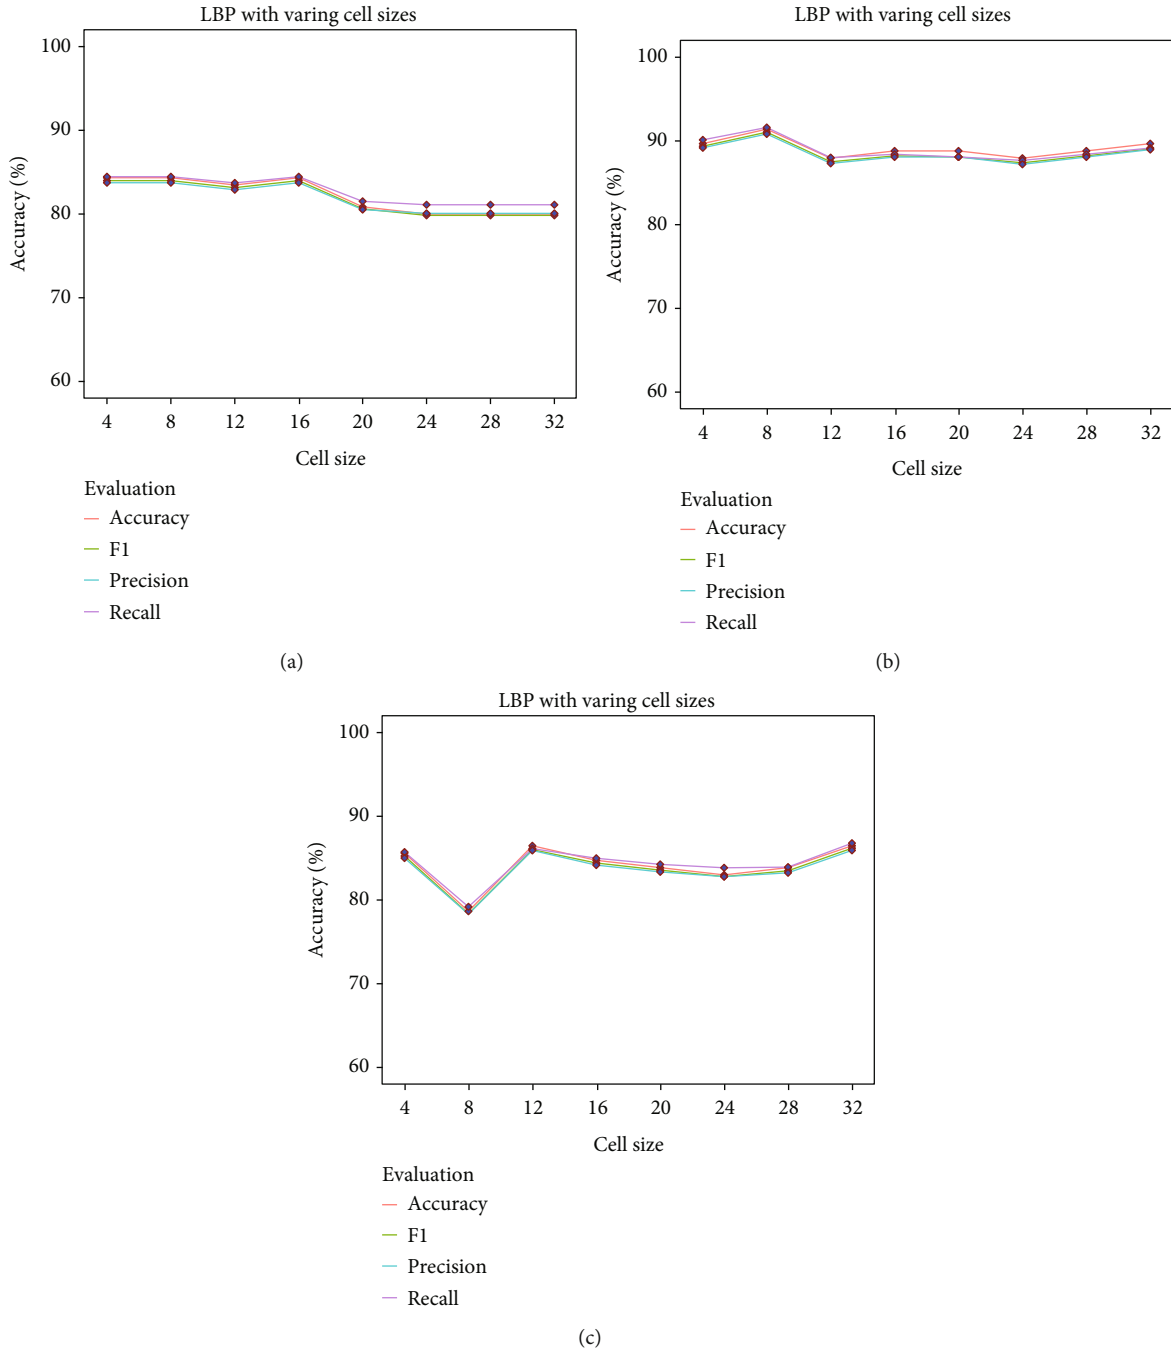 LBP with varing cell sizes
100
90
80
70
60
Accuracy (%)
4 8 12 16 20 24 28 32
Cell size
Evaluation
Accuracy
F1
Precision
Recall
(a)
LBP with varing cell sizes
100
90
80
70
60
Accuracy (%)
4 8 12 16 20 24 28 32
Cell size
Evaluation
Accuracy
F1
Precision
Recall
(b)
LBP with varing cell sizes
100
90
80
70
60
Accuracy (%)
4 8 12 16 20 24 28 32
Cell size
Evaluation
Accuracy
F1
Precision
Recall
(c)